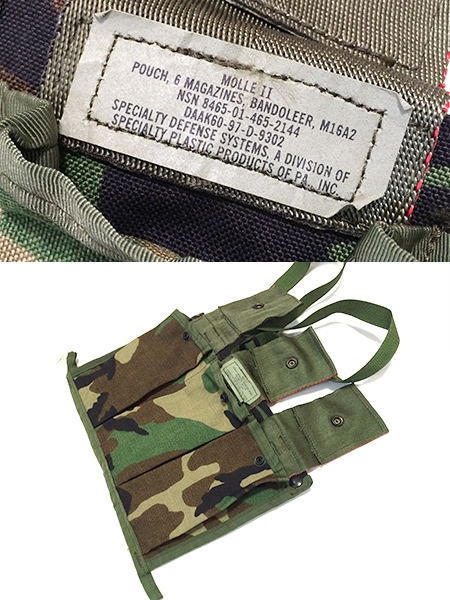 MOLLE II
POUCH, 6 MAGAZINES, BANDOLEER, M16A2
NSN 8465-01-465-2144
DAAK60-97-D-9302
SPECIALTY DEFENSE SYSTEMS, A DIVISION OF
SPECIALTY PLASTIC PRODUCTS OF PA., INC.